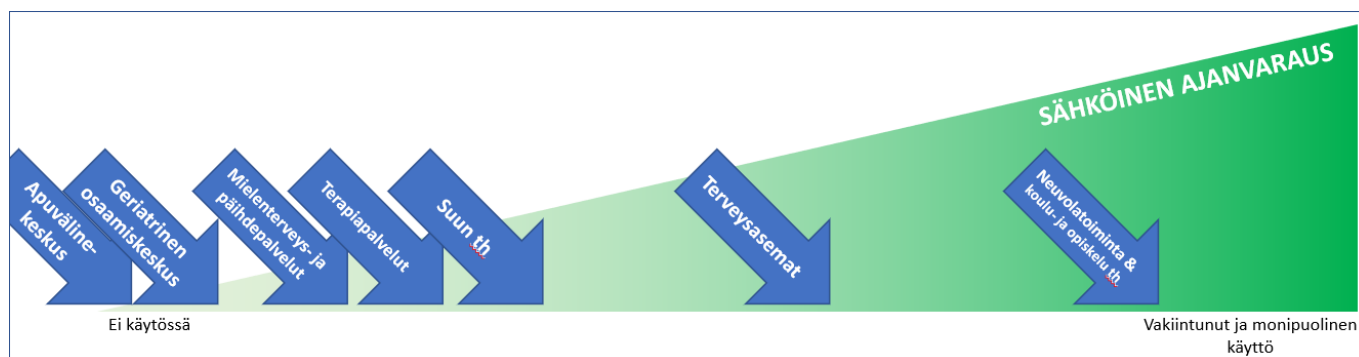 SÄHKÖINEN AJANVARAUS
Apuväline-
keskus
Geriatrinen
osaamiskeskus
Mielenterveys- ja
päihdepalvelut
Terapiapalvelut
Suun th
Terveysasemat
Neuvolatoiminta &
koulu- ja opiskelu th
Ei käytössä
Vakiintunut ja monipuolinen
käyttö